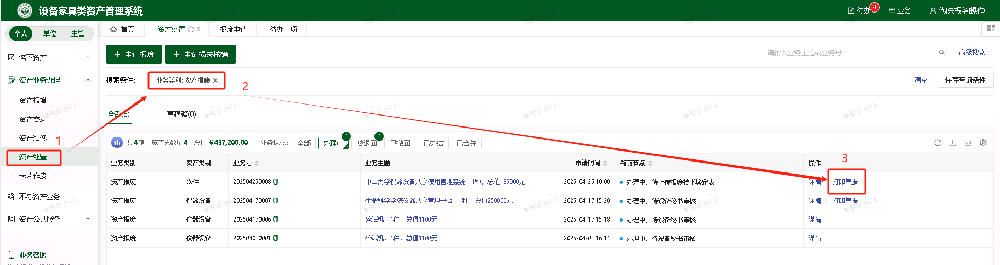 设备家具类资产管理系统
待办 4 业务 代[朱振华]操作中
个人 单位 主管
首页 资产处置 报废申请 待办事项
名下资产
资产业务办理
资产报增
资产变动
资产维修
资产处置
卡片作废
不办资产业务
资产公共服务
业务咨询
+ 申请报废 + 申请损失核销
请输入业务主题或业务号 高级搜索
搜索条件： 业务类别: 资产报废 ×
清空 保存查询条件
1
2
3
全部(8) 草稿箱(0)
共4笔，资产总数量4，总值 ¥437,200.00 业务状态： 全部 办理中 4 被退回 4 已撤回 已办结 已合并
业务类别 资产类别 业务号 业务主题 申请时间 当前节点 操作
资产报废 软件 202504250008 中山大学仪器设备共享使用管理系统，1种，总值185000元 2025-04-25 10:00 办理中，待上传报废技术鉴定表 详情 打印单据
资产报废 仪器设备 202504170007 生命科学学院仪器共享管理平台，1种，总值250000元 2025-04-17 15:20 办理中，待设备秘书审核 详情 打印单据
资产报废 仪器设备 202504170006 碎纸机，1种，总值1100元 2025-04-17 15:18 办理中，待设备秘书审核 详情
资产报废 仪器设备 202504080001 碎纸机，1种，总值1100元 2025-04-08 16:14 办理中，待设备秘书审核 详情
朱振华 zhh8